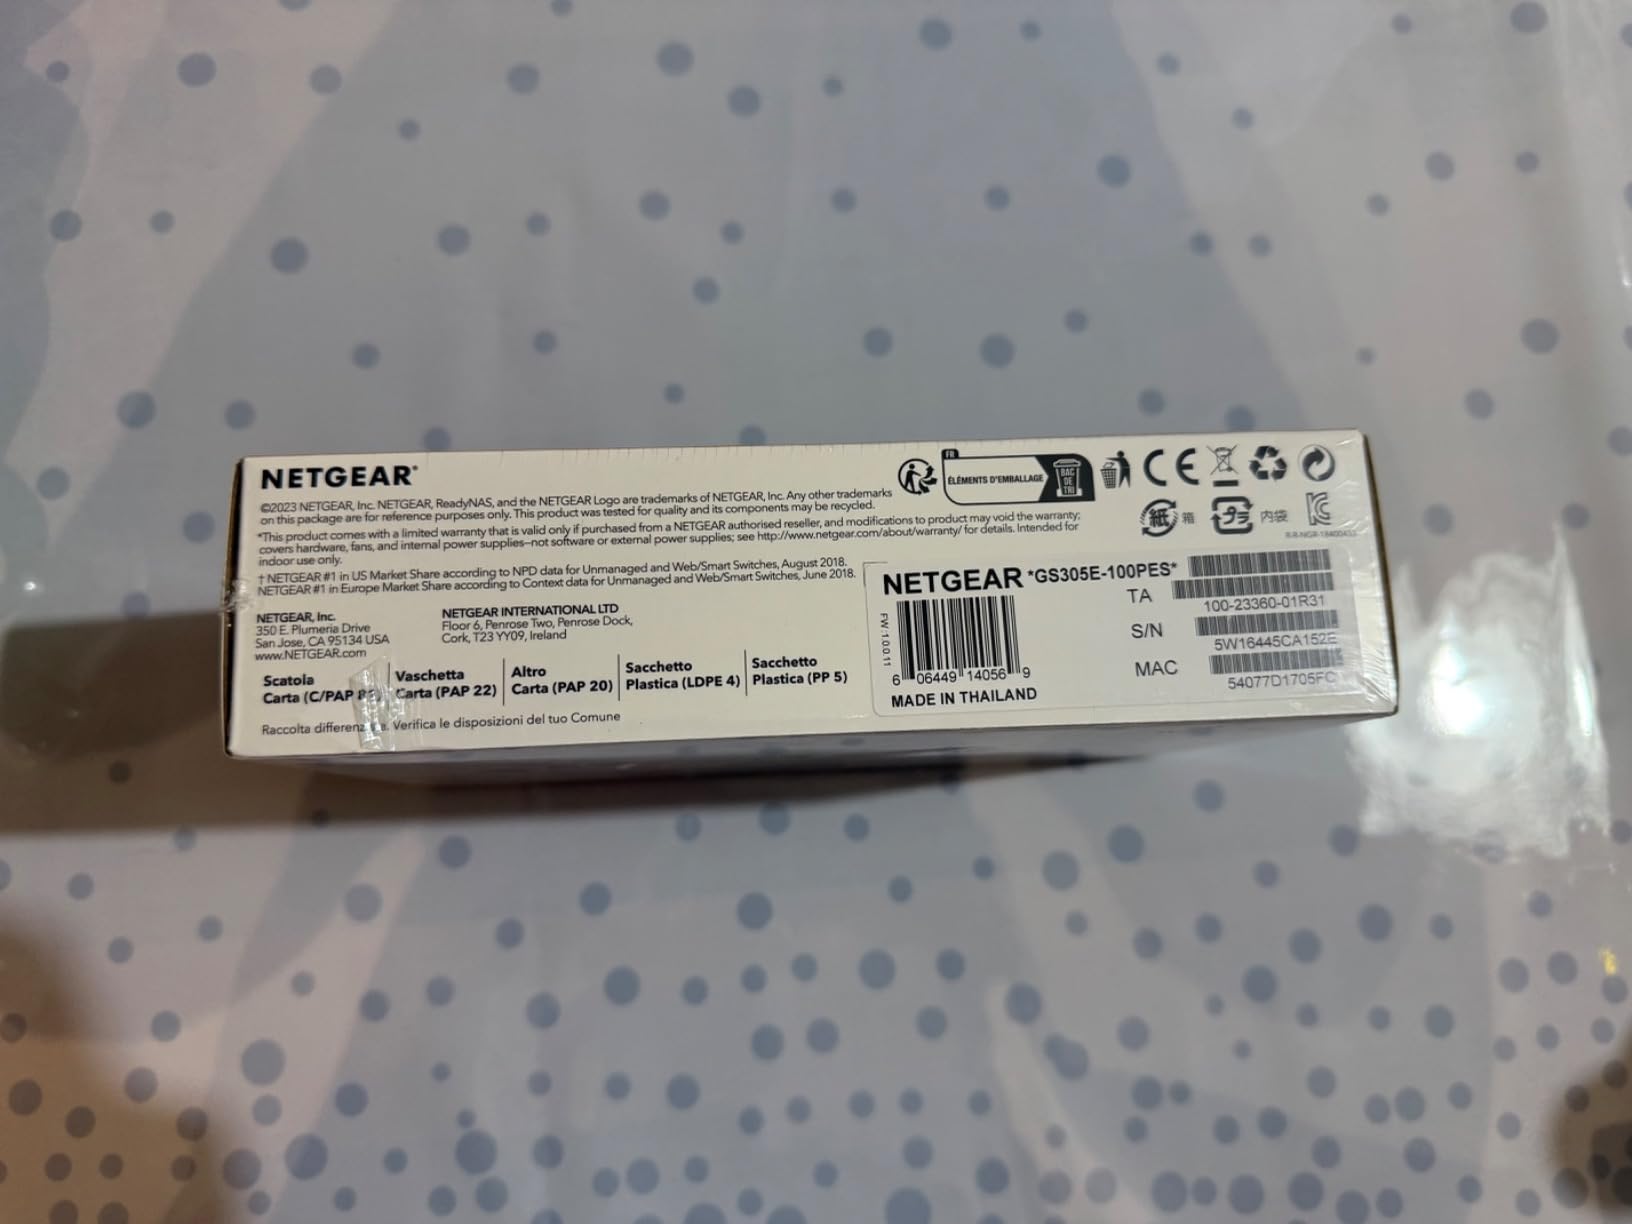 NETGEAR®
©2023 NETGEAR, Inc. NETGEAR, ReadyNAS, and the NETGEAR Logo are trademarks of NETGEAR, Inc. Any other trademarks
on this package are for reference purposes only. This product was tested for quality and its components may be recycled.
*This product comes with a limited warranty that is valid only if purchased from a NETGEAR authorised reseller, and modifications to product may void the warranty;
covers hardware, fans, and internal power supplies—not software or external power supplies; see http://www.netgear.com/about/warranty/ for details. Intended for
indoor use only.
† NETGEAR #1 in US Market Share according to NPD data for Unmanaged and Web/Smart Switches, August 2018.
NETGEAR #1 in Europe Market Share according to Context data for Unmanaged and Web/Smart Switches, June 2018.
NETGEAR, Inc.
350 E. Plumeria Drive
San Jose, CA 95134 USA
www.NETGEAR.com
NETGEAR INTERNATIONAL LTD
Floor 6, Penrose Two, Penrose Dock,
Cork, T23 YY09, Ireland
Scatola
Carta (C/PAP
Vaschetta
Carta (PAP 22)
Altro
Carta (PAP 20)
Sacchetto
Plastica (LDPE 4)
Sacchetto
Plastica (PP 5)
Raccolta Verifica le disposizioni del tuo Comune
FR
ÉLÉMENTS D'EMBALLAGE
BAC
DE
TRI
CE
紙 箱
プラ 内袋
NETGEAR *GS305E-100PES*
TA
100-23360-01R31
S/N
5W16445CA152E
MAC
54077D1705FC
FW:1.0.0.11
6 06449 14056 9
MADE IN THAILAND